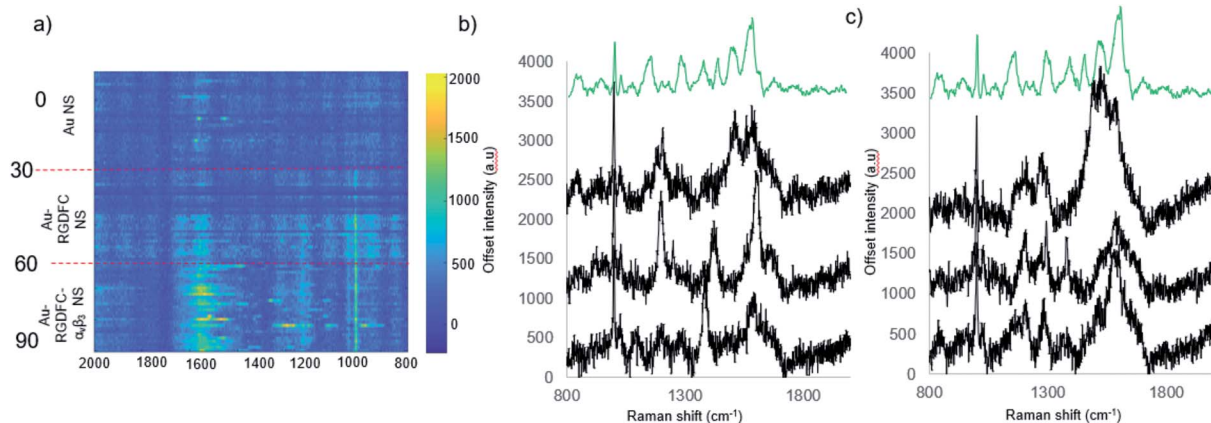 a)
0
30
60
90
Au NS
Au-
RGDFC
NS
Au-
RGDFC-
αvβ3 NS
2000 1800 1600 1400 1200 1000 800
2000
1500
1000
500
0
b)
Offset intensity (a.u)
4000
3500
3000
2500
2000
1500
1000
500
0
800 1300 1800
Raman shift (cm-1)
c)
Offset intensity (a.u)
4000
3500
3000
2500
2000
1500
1000
500
0
800 1300 1800
Raman shift (cm-1)